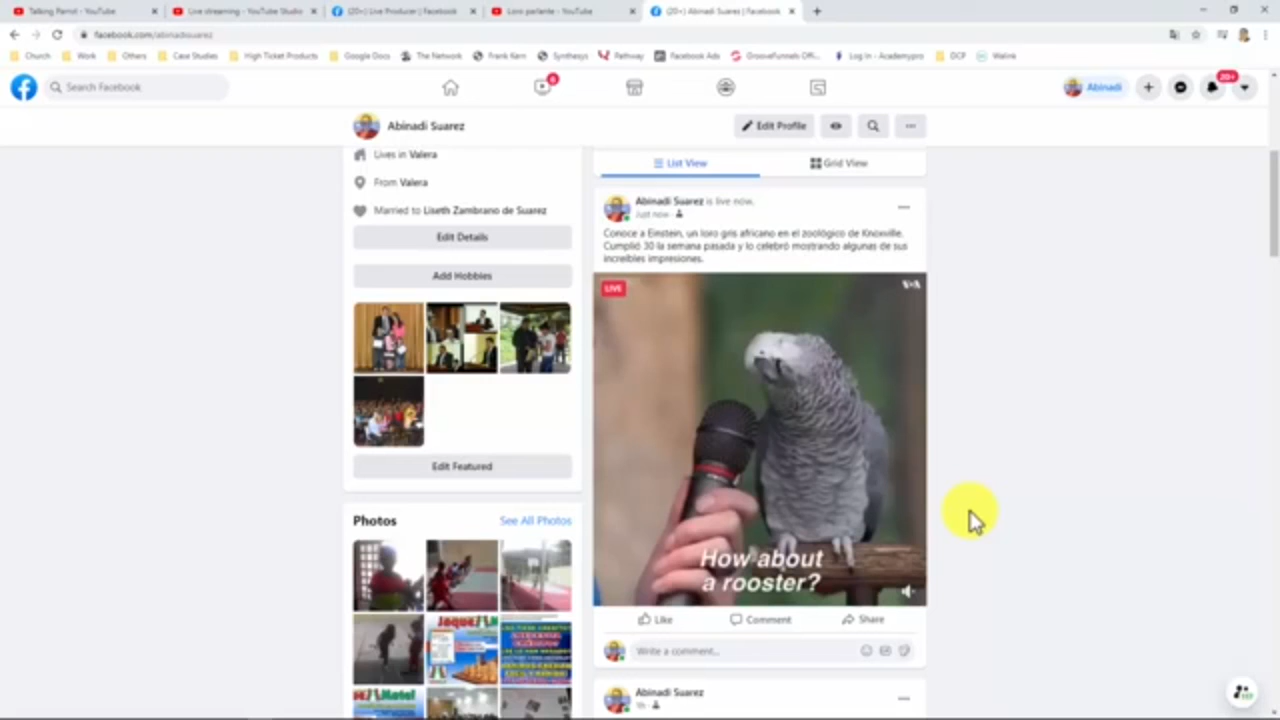 Talking Parrot - YouTube
Live streaming - YouTube Studio
(20+) Live Producer | Facebook
Loro parlante - YouTube
(20+) Abinadi Suarez | Facebook
facebook.com/abinadisuarez
Church
Work
Others
Case Studies
High Ticket Products
Google Docs
The Network
Frank Kern
Synthesys
Pathway
Facebook Ads
GrooveFunnels Offi...
Log In - Academypro
OCP
Walink
Search Facebook
6
Abinadi
20+
Abinadi Suarez
Edit Profile
Lives in Valera
From Valera
Married to Liseth Zambrano de Suarez
Edit Details
Add Hobbies
Edit Featured
Photos
See All Photos
List View
Grid View
Abinadi Suarez is live now.
Just now
Conoce a Einstein, un loro gris africano en el zoológico de Knoxville.
Cumplió 30 la semana pasada y lo celebró mostrando algunas de sus
increíbles impresiones.
LIVE
VOA
How about
a rooster?
Like
Comment
Share
Write a comment...
Abinadi Suarez